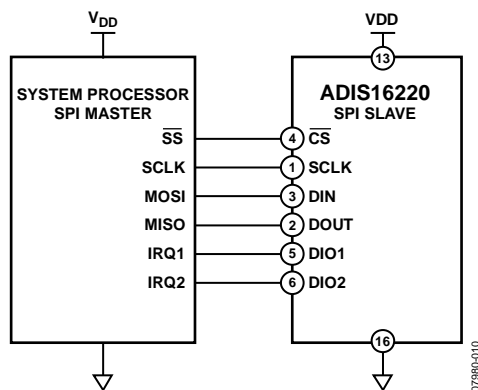 VDD VDD
13
SYSTEM PROCESSOR
SPI MASTER
ADIS16220
SPI SLAVE
SS 4 CS
SCLK 1 SCLK
MOSI 3 DIN
MISO 2 DOUT
IRQ1 5 DIO1
IRQ2 6 DIO2
16
07980-010